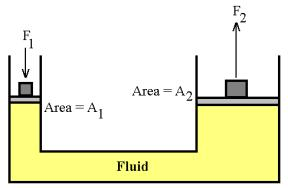 F1
F2
Area = A1
Area = A2
Fluid